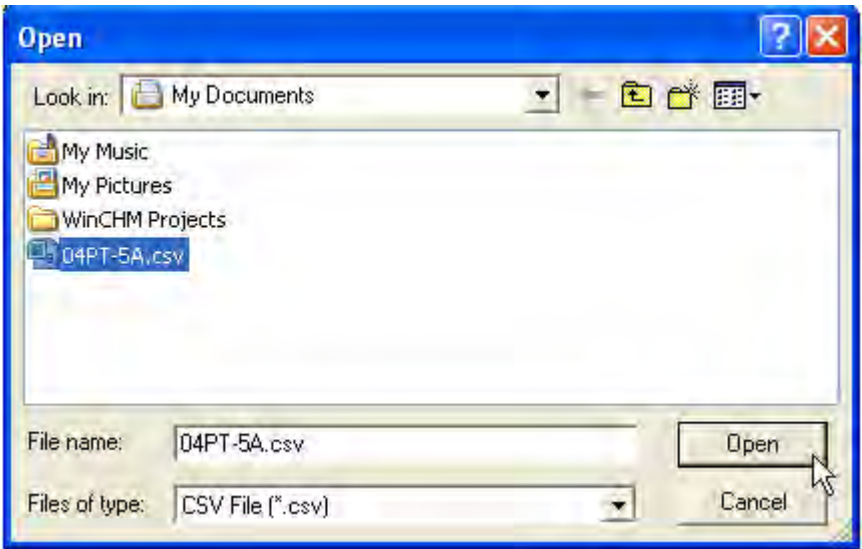 Open
Look in: My Documents
My Music
My Pictures
WinCHM Projects
04PT-5A.csv
File name: 04PT-5A.csv Open
Files of type: CSV File (*.csv) Cancel